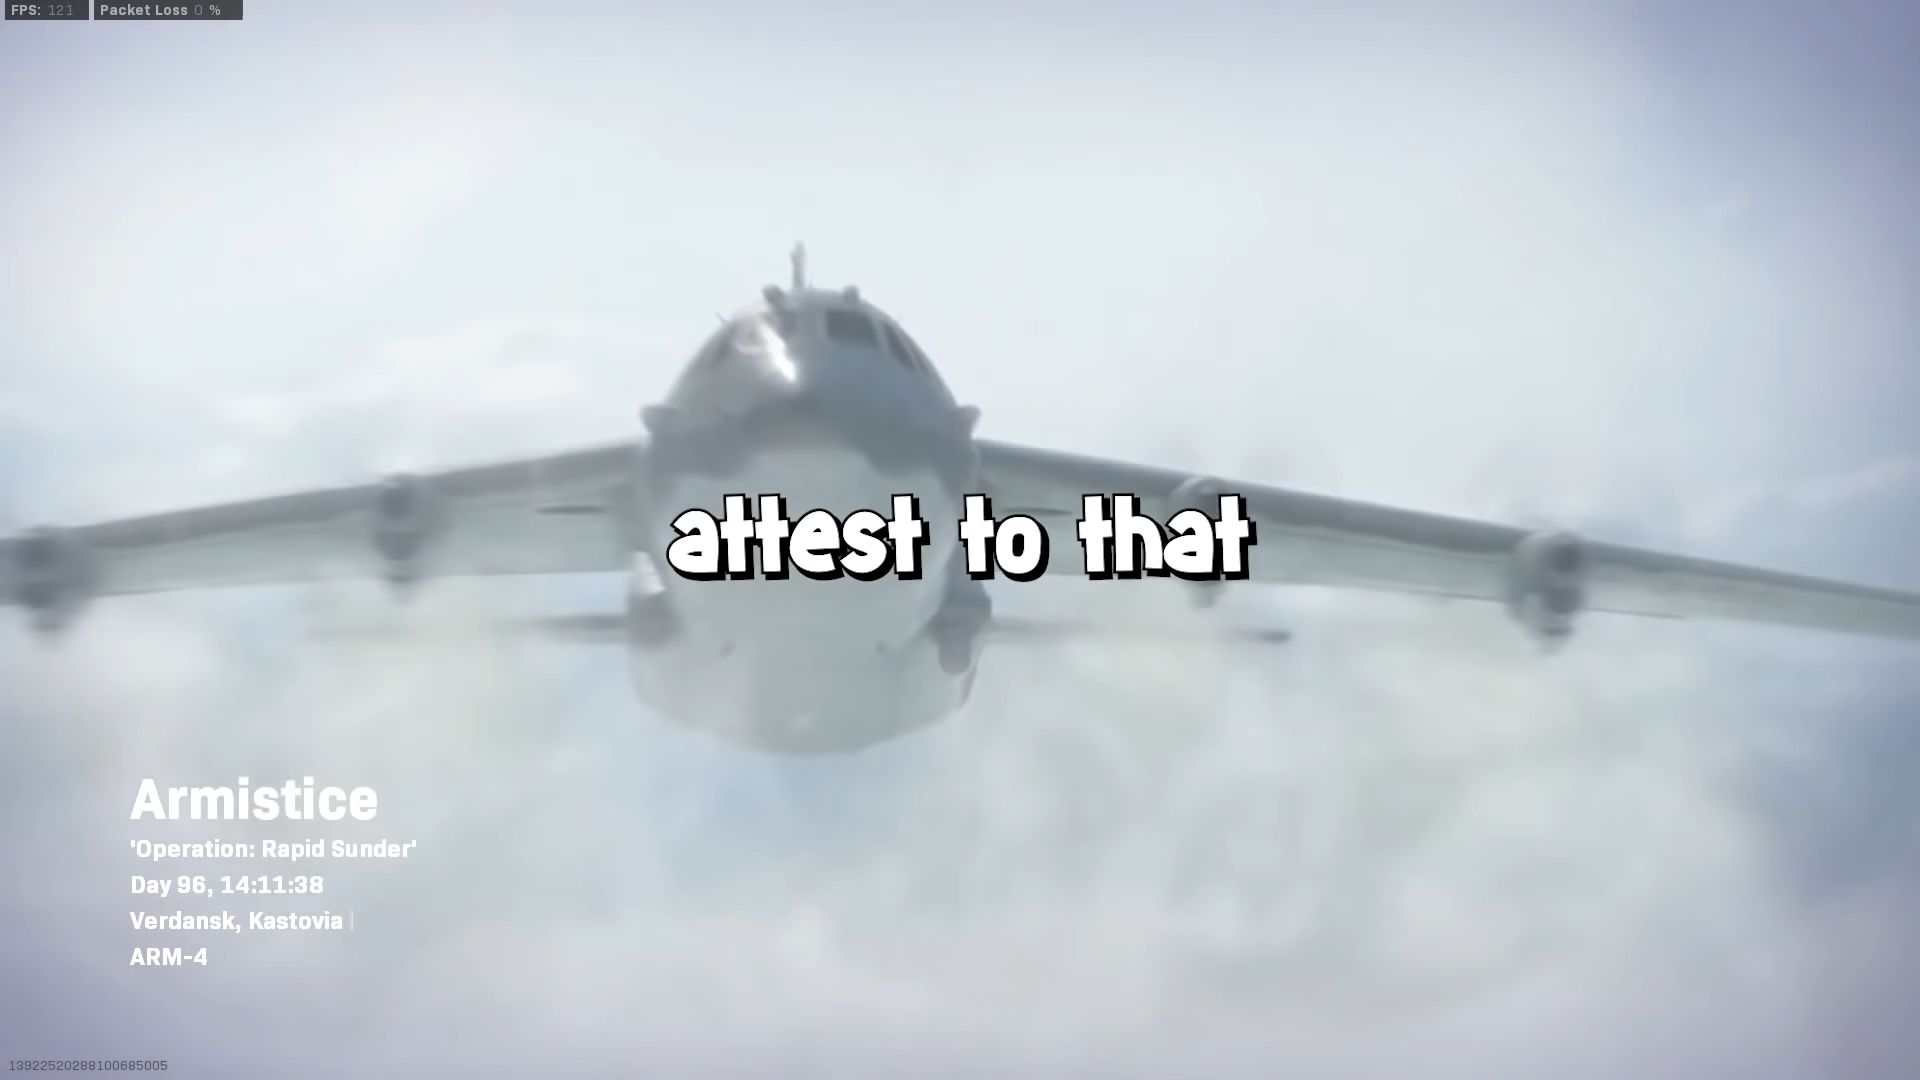 FPS: 121 Packet Loss 0 %
attest to that
Armistice
'Operation: Rapid Sunder'
Day 96, 14:11:38
Verdansk, Kastovia
ARM-4
13922520288100685005